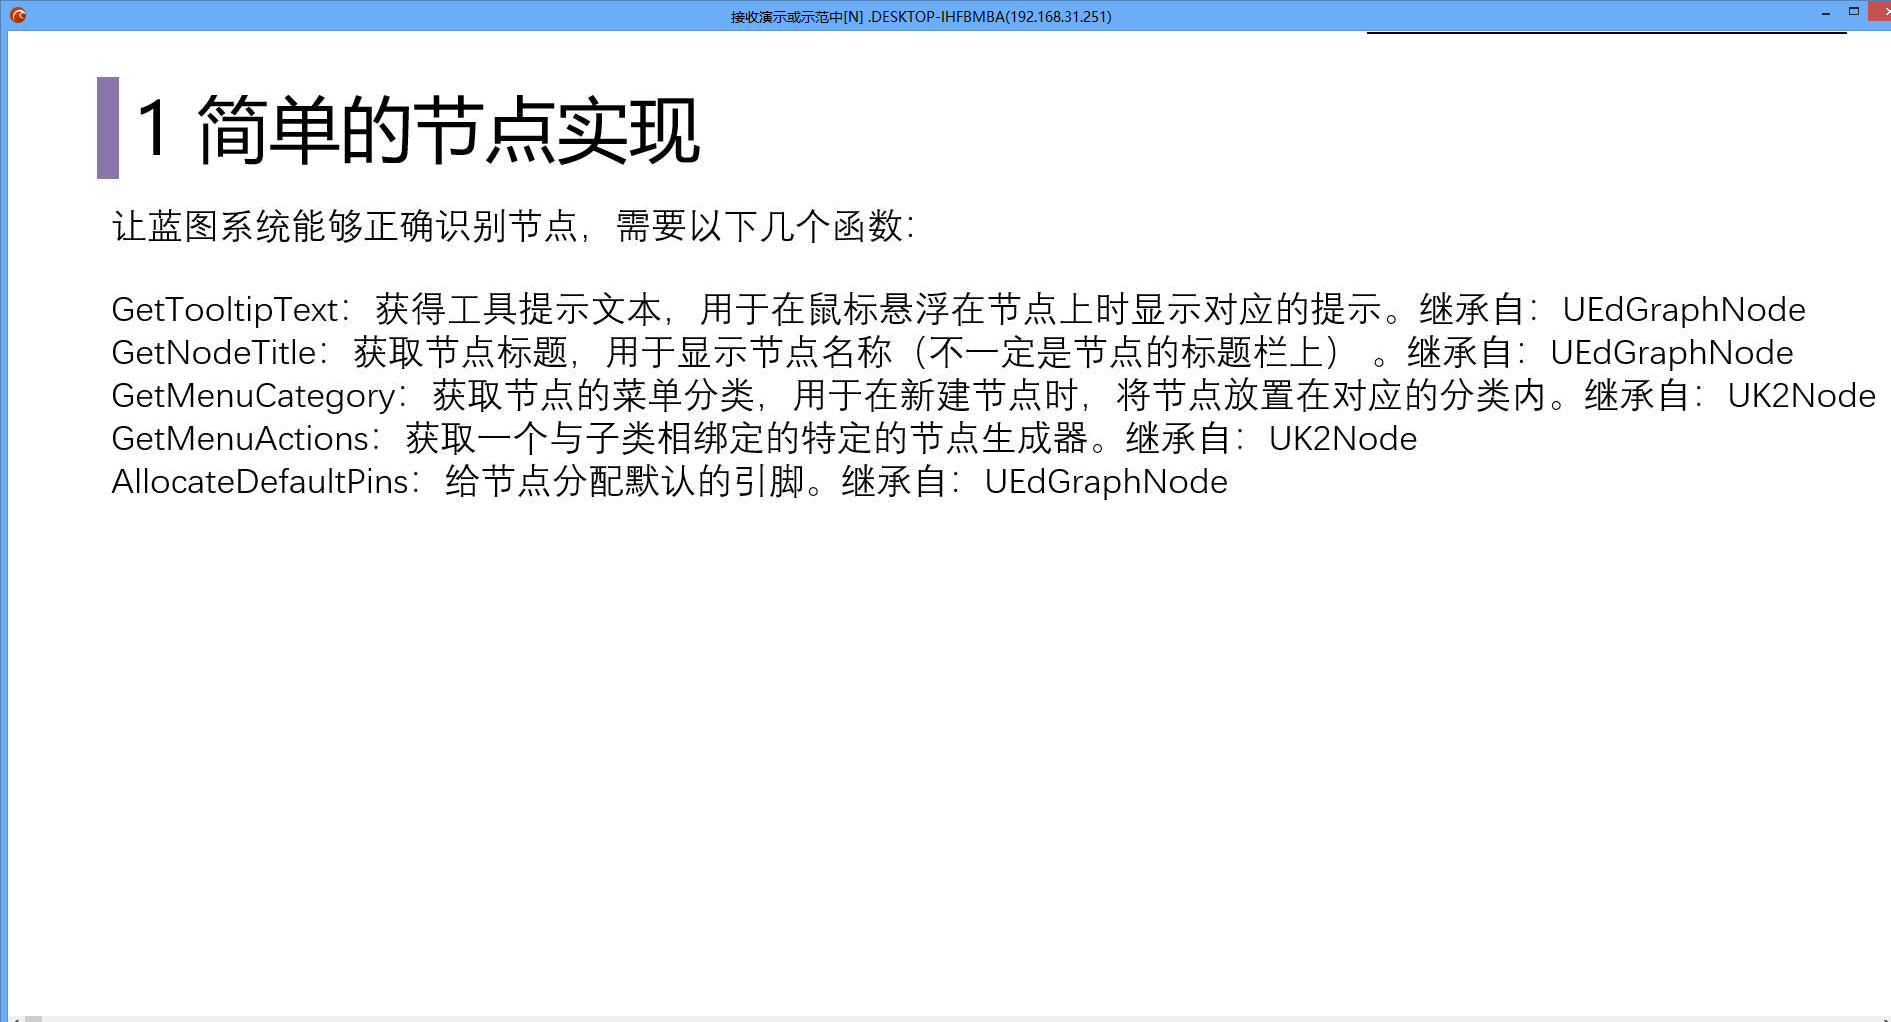 接收演示或示范中[N] .DESKTOP-IHFBMBA(192.168.31.251)
1 简单的节点实现
让蓝图系统能够正确识别节点，需要以下几个函数：
GetTooltipText：获得工具提示文本，用于在鼠标悬浮在节点上时显示对应的提示。继承自：UEdGraphNode
GetNodeTitle：获取节点标题，用于显示节点名称（不一定是节点的标题栏上） 。继承自：UEdGraphNode
GetMenuCategory：获取节点的菜单分类，用于在新建节点时，将节点放置在对应的分类内。继承自：UK2Node
GetMenuActions：获取一个与子类相绑定的特定的节点生成器。继承自：UK2Node
AllocateDefaultPins：给节点分配默认的引脚。继承自：UEdGraphNode